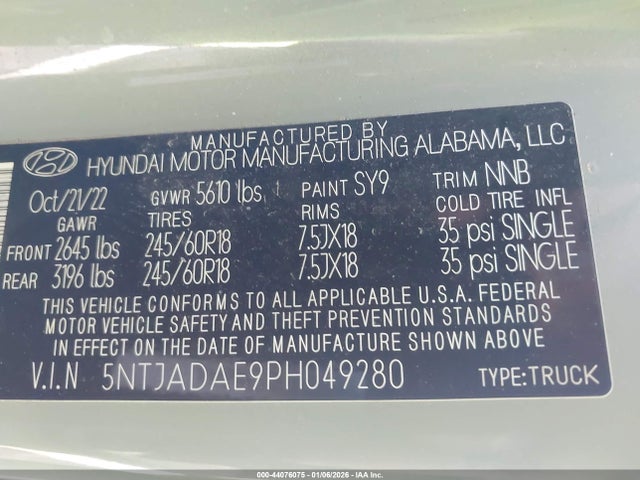 MANUFACTURED BY
HYUNDAI MOTOR MANUFACTURING ALABAMA, LLC
Oct/21/22 GVWR 5610 lbs PAINT SY9 TRIM NNB
GAWR TIRES RIMS COLD TIRE INFL
FRONT 2645 lbs 245/60R18 7.5JX18 35 psi SINGLE
REAR 3196 lbs 245/60R18 7.5JX18 35 psi SINGLE
THIS VEHICLE CONFORMS TO ALL APPLICABLE U.S.A. FEDERAL
MOTOR VEHICLE SAFETY AND THEFT PREVENTION STANDARDS
IN EFFECT ON THE DATE OF MANUFACTURE SHOWN ABOVE
V.I.N 5NTJADAE9PH049280 TYPE:TRUCK
000-44076075 - 01/06/2026 - IAA Inc.